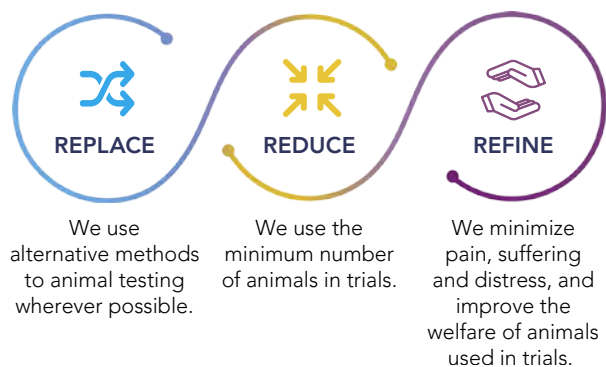 REPLACE
We use
alternative methods
to animal testing
wherever possible.
REDUCE
We use the
minimum number
of animals in trials.
REFINE
We minimize
pain, suffering
and distress, and
improve the
welfare of animals
used in trials.